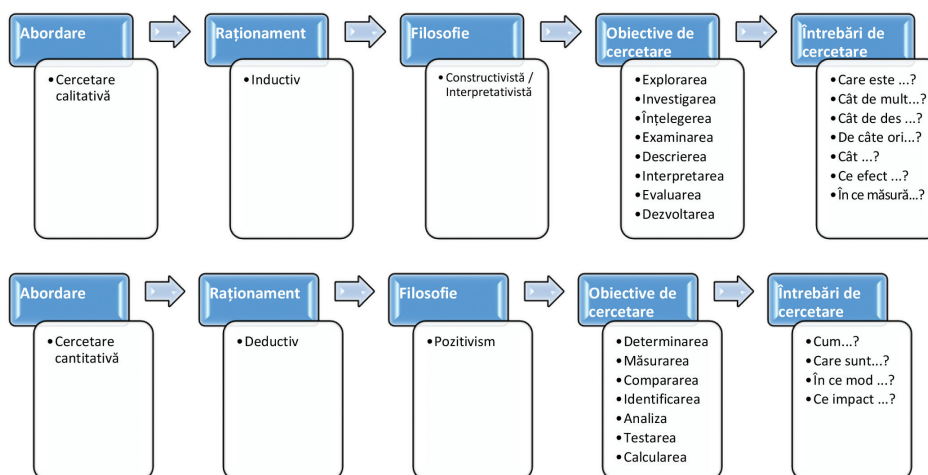 Abordare
• Cercetare
calitativă
Raționament
• Inductiv
Filosofie
• Constructivistă /
Interpretativistă
Obiective de
cercetare
• Explorarea
• Investigarea
• Înțelegerea
• Examinarea
• Descrierea
• Interpretarea
• Evaluarea
• Dezvoltarea
Întrebări de
cercetare
• Care este ...?
• Cât de mult...?
• Cât de des ...?
• De câte ori...?
• Cât ...?
• Ce efect ...?
• În ce măsură...?
Abordare
• Cercetare
cantitativă
Raționament
• Deductiv
Filosofie
• Pozitivism
Obiective de
cercetare
• Determinarea
• Măsurarea
• Compararea
• Identificarea
• Analiza
• Testarea
• Calcularea
Întrebări de
cercetare
• Cum...?
• Care sunt...?
• În ce mod ...?
• Ce impact ...?